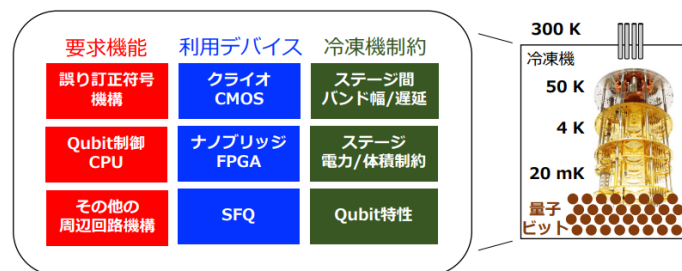 要求機能
利用デバイス
冷凍機制約
誤り訂正符号
機構
クライオ
CMOS
ステージ間
バンド幅/遅延
Qubit制御
CPU
ナノブリッジ
FPGA
ステージ
電力/体積制約
その他の
周辺回路機構
SFQ
Qubit特性
300 K
冷凍機
50 K
4 K
20 mK
量子
ビット